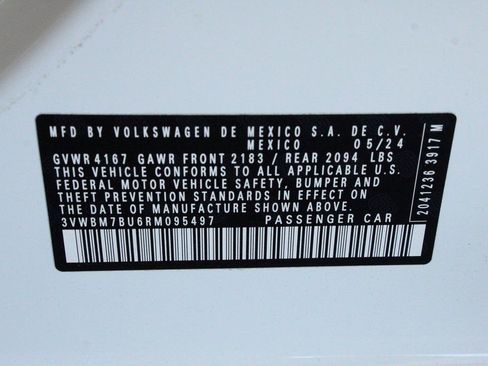 MFD BY VOLKSWAGEN DE MEXICO S.A. DE C.V.
MEXICO 05/24
GVWR 4167 GAWR FRONT 2183 / REAR 2094 LBS
THIS VEHICLE CONFORMS TO ALL APPLICABLE
FEDERAL MOTOR VEHICLE SAFETY, BUMPER AND
THEFT PREVENTION STANDARDS IN EFFECT ON
THE DATE OF MANUFACTURE SHOWN ABOVE.
3VWBM7BU6RM095497 PASSENGER CAR
2041236 3917 M